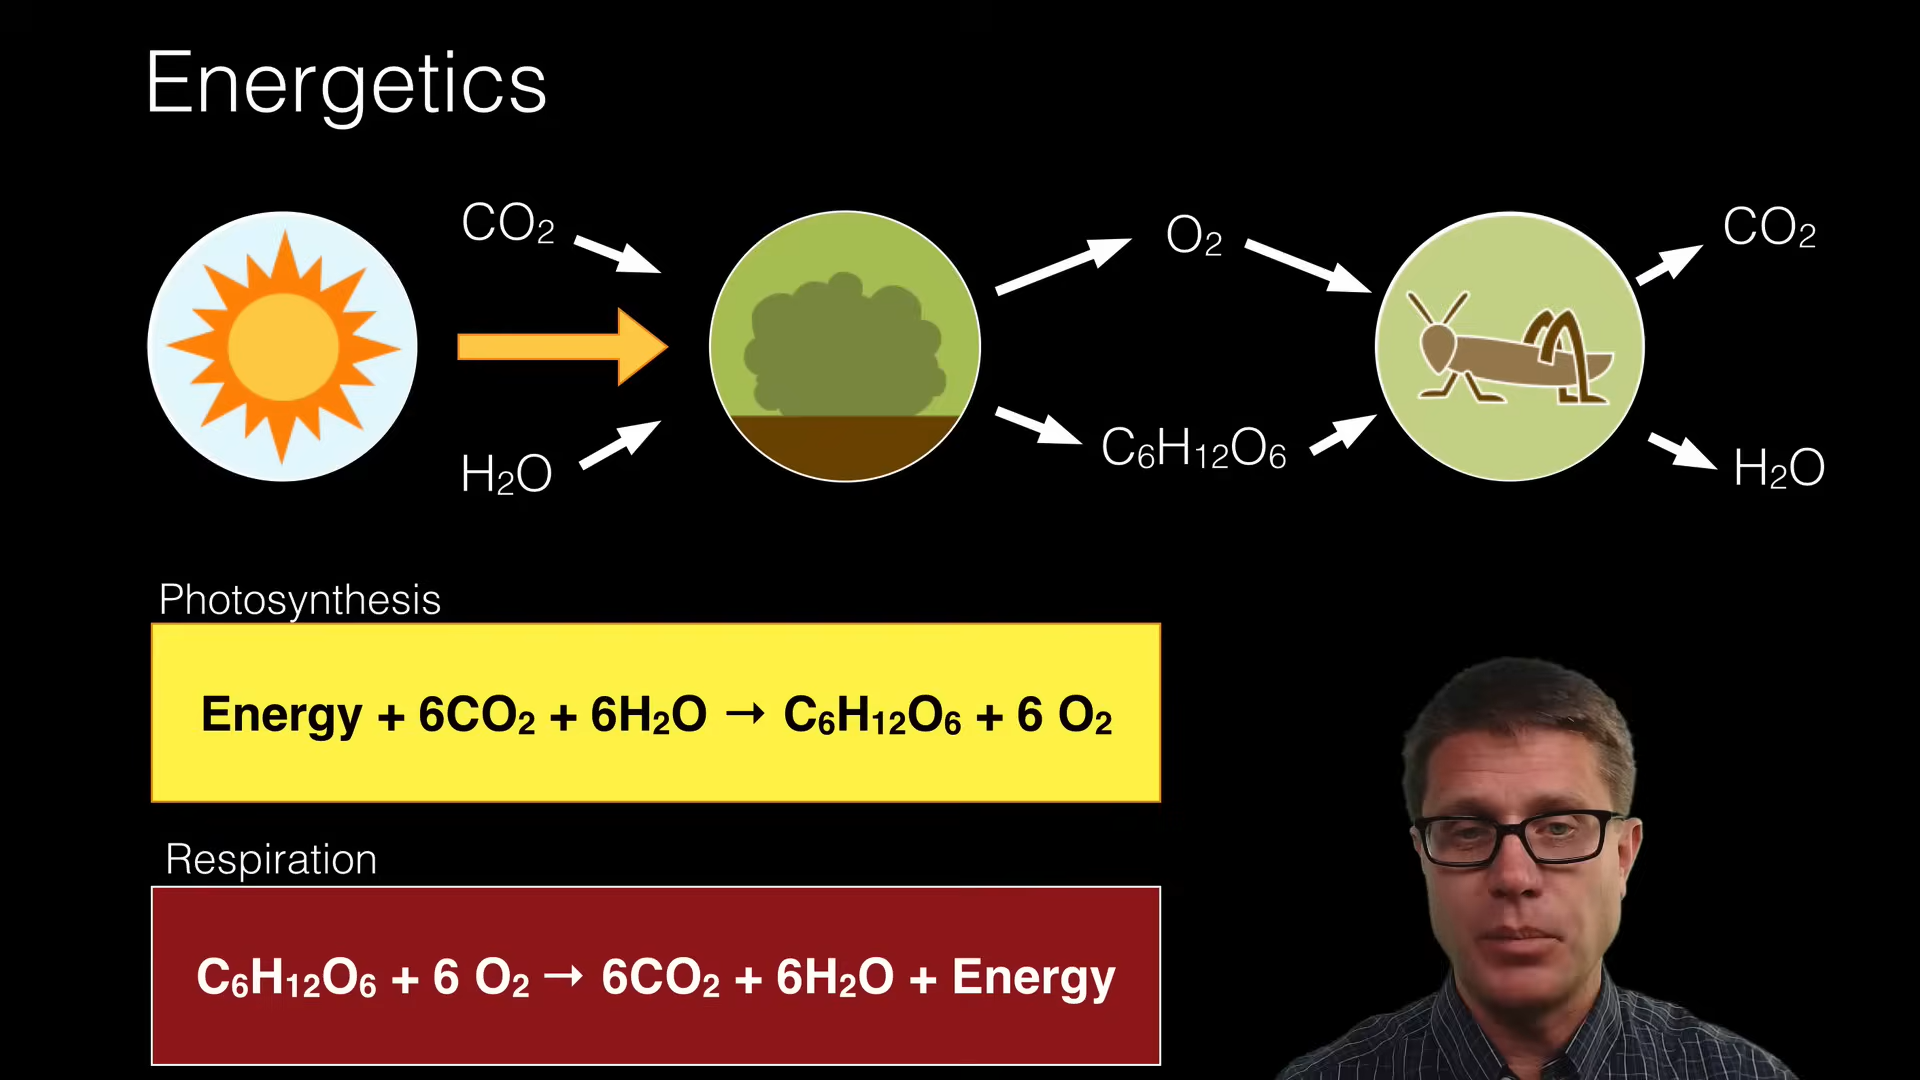 Energetics
CO₂
O₂
CO₂
H₂O
C₆H₁₂O₆
H₂O
Photosynthesis
Energy + 6CO₂ + 6H₂O → C₆H₁₂O₆ + 6 O₂
Respiration
C₆H₁₂O₆ + 6 O₂ → 6CO₂ + 6H₂O + Energy